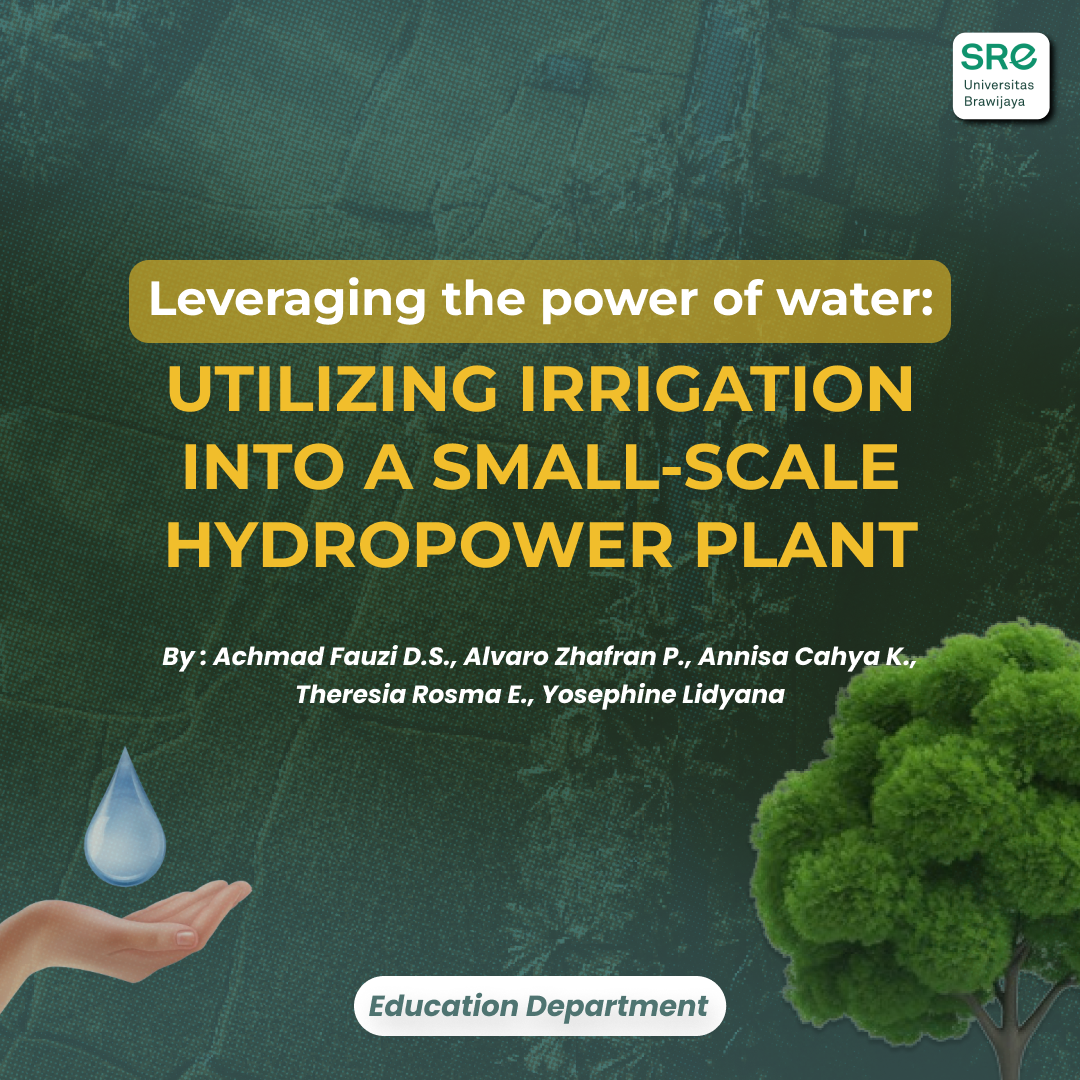 SRe
Universitas
Brawijaya
Leveraging the power of water:
UTILIZING IRRIGATION
INTO A SMALL-SCALE
HYDROPOWER PLANT
By : Achmad Fauzi D.S., Alvaro Zhafran P., Annisa Cahya K.,
Theresia Rosma E., Yosephine Lidyana
Education Department